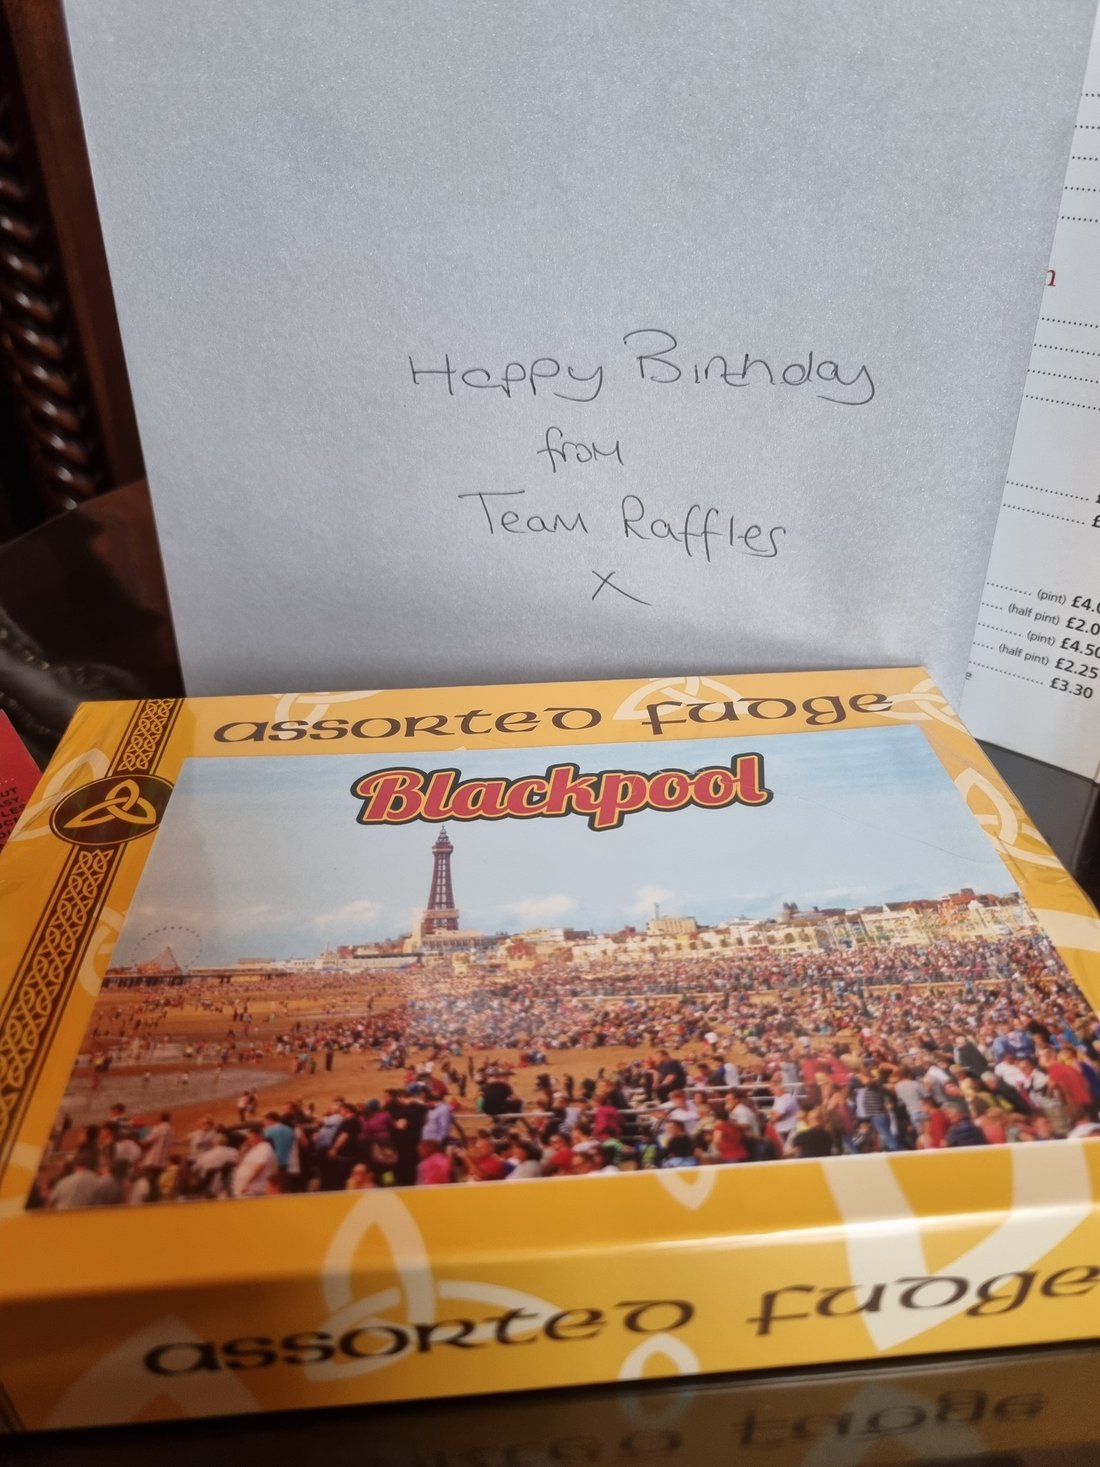 Happy Birthday
from
Team Raffles
x
(pint) £4.0
(half pint) £2.0
(pint) £4.50
(half pint) £2.25
£3.30
assorted fudge
Blackpool
assorted fudge